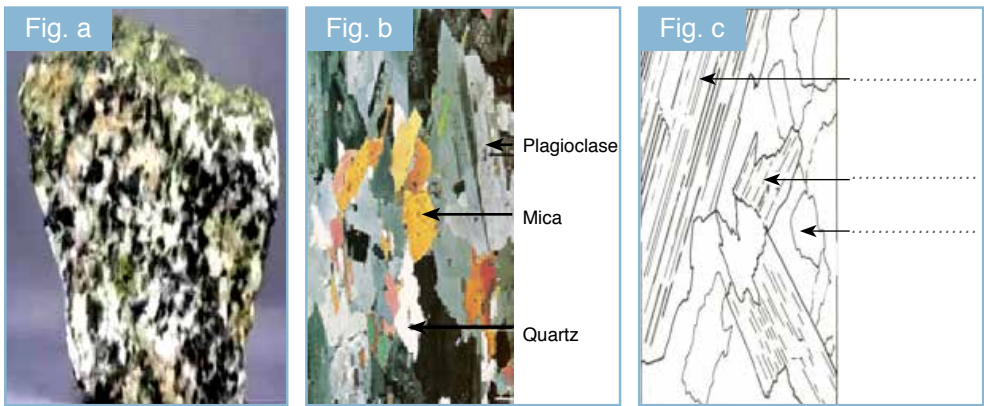 Fig. a
Fig. b
Plagioclase
Mica
Quartz
Fig. c
................
................
................